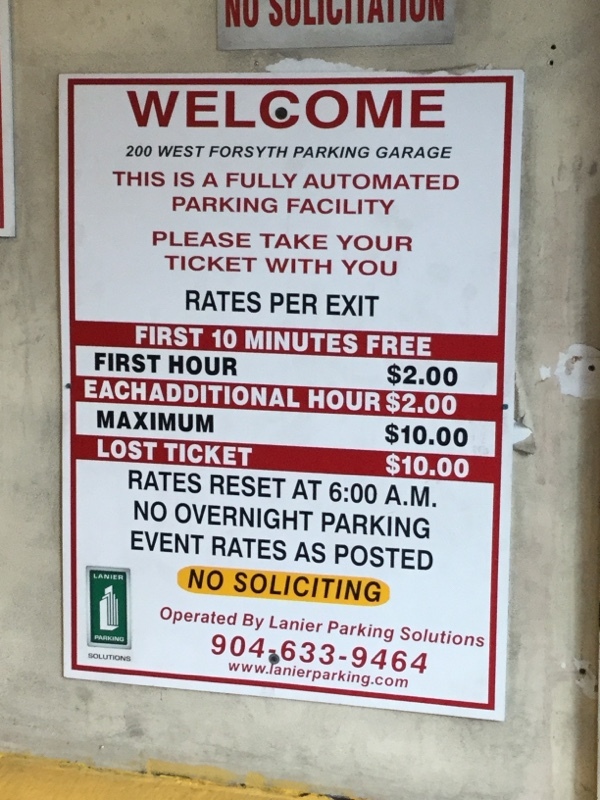 NO SOLICITATION
WELCOME
200 WEST FORSYTH PARKING GARAGE
THIS IS A FULLY AUTOMATED
PARKING FACILITY
PLEASE TAKE YOUR
TICKET WITH YOU
RATES PER EXIT
FIRST 10 MINUTES FREE
FIRST HOUR $2.00
EACHADDITIONAL HOUR $2.00
MAXIMUM $10.00
LOST TICKET $10.00
RATES RESET AT 6:00 A.M.
NO OVERNIGHT PARKING
EVENT RATES AS POSTED
NO SOLICITING
LANIER
PARKING
SOLUTIONS
Operated By Lanier Parking Solutions
904-633-9464
www.lanierparking.com